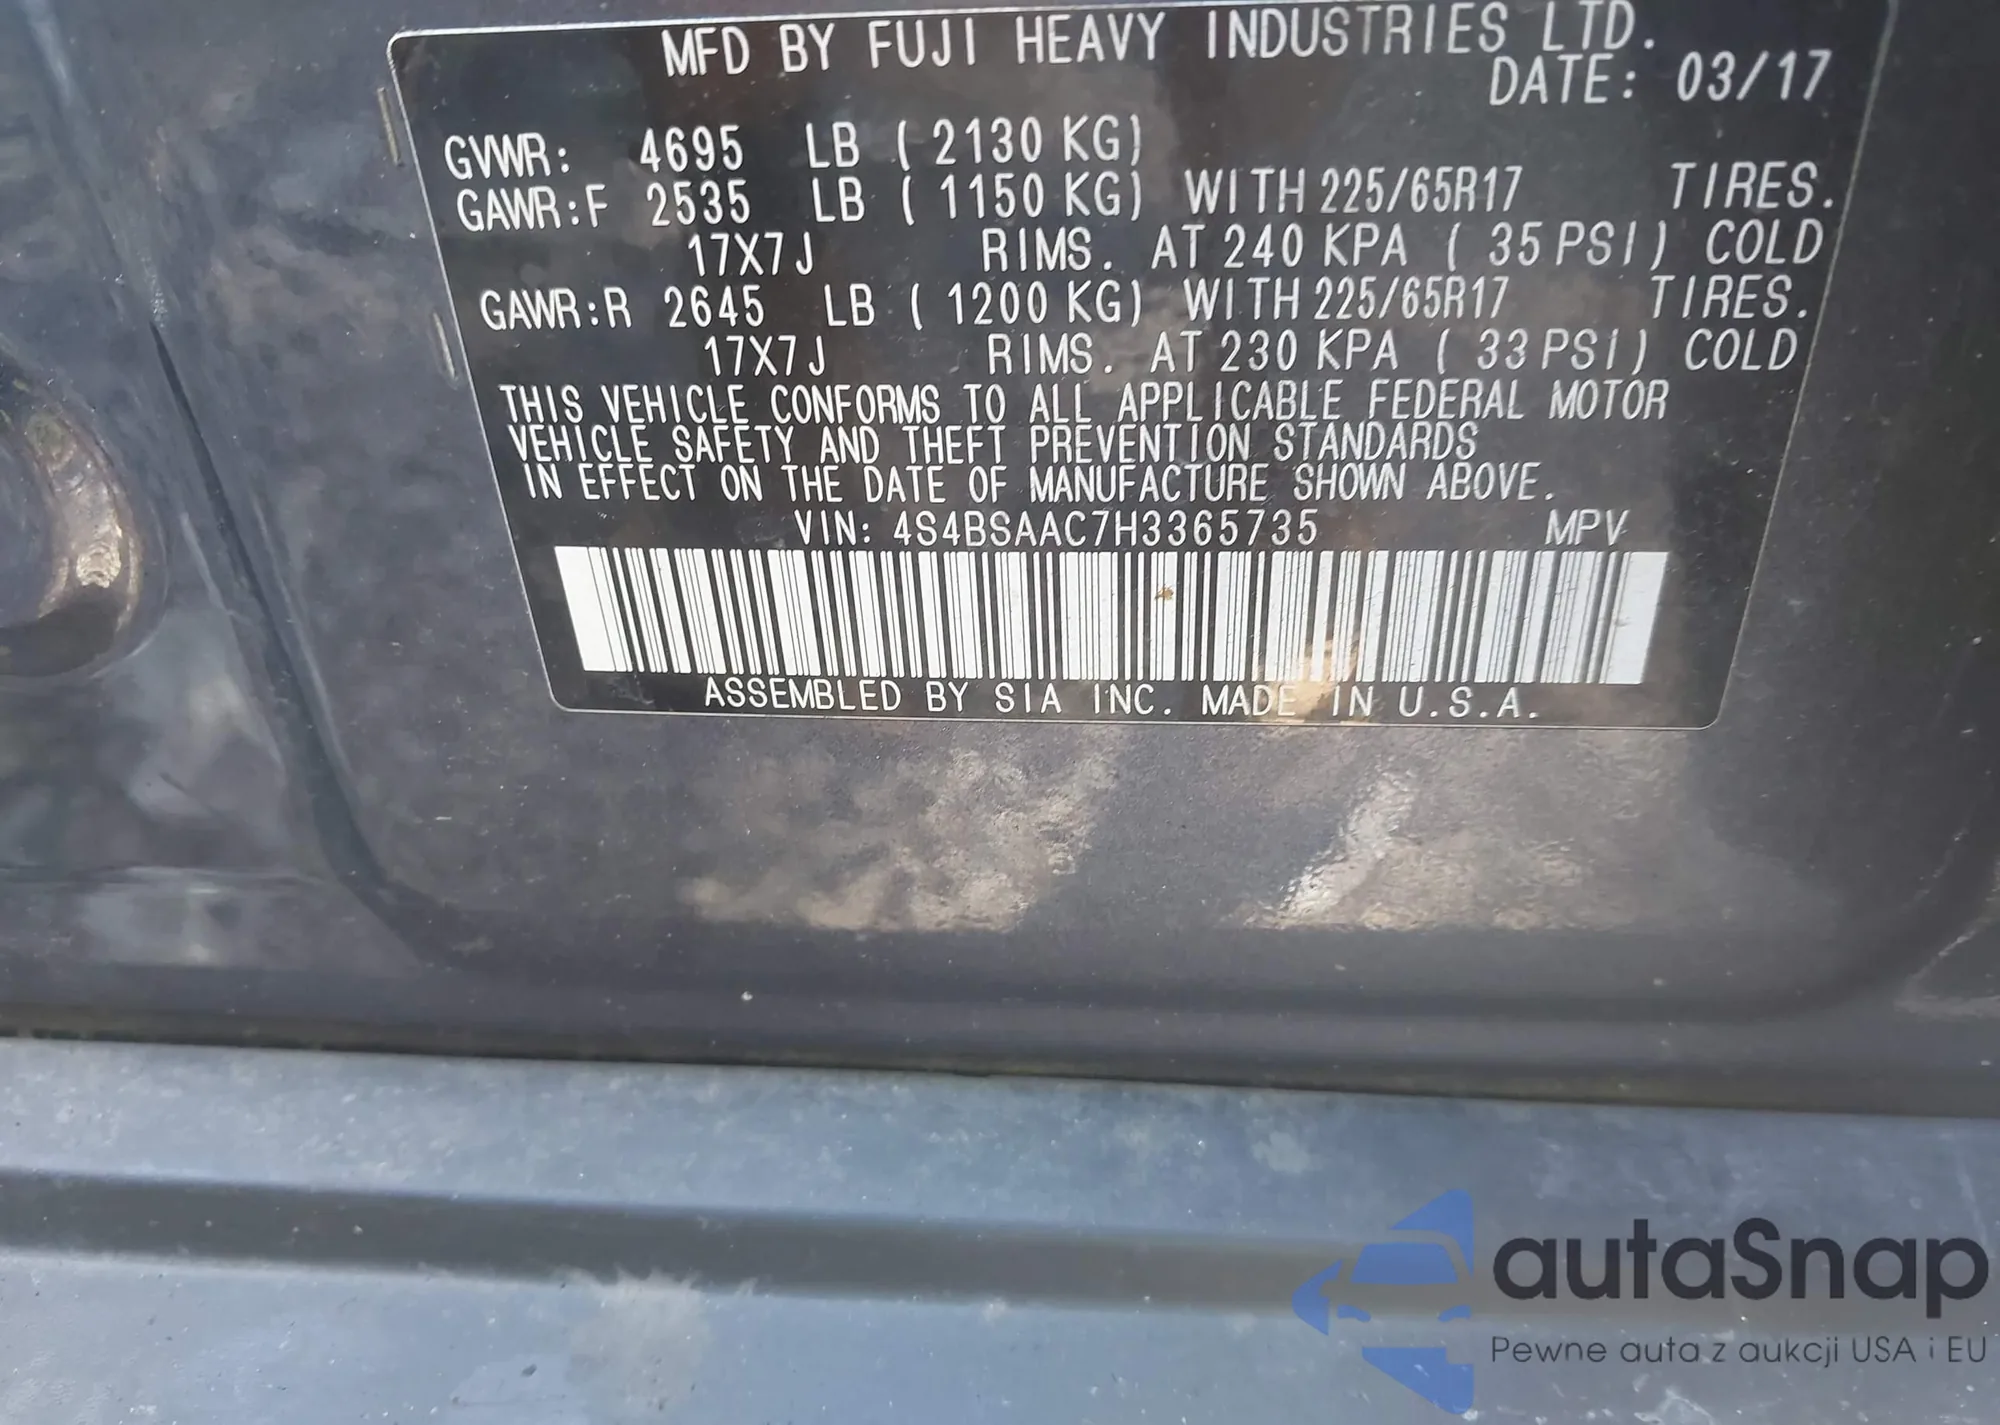 MFD BY FUJI HEAVY INDUSTRIES LTD.
DATE: 03/17
GVWR: 4695 LB ( 2130 KG)
GAWR:F 2535 LB ( 1150 KG) WITH 225/65R17 TIRES.
17X7J RIMS. AT 240 KPA ( 35 PSI) COLD
GAWR:R 2645 LB ( 1200 KG) WITH 225/65R17 TIRES.
17X7J RIMS. AT 230 KPA ( 33 PSI) COLD
THIS VEHICLE CONFORMS TO ALL APPLICABLE FEDERAL MOTOR
VEHICLE SAFETY AND THEFT PREVENTION STANDARDS
IN EFFECT ON THE DATE OF MANUFACTURE SHOWN ABOVE.
VIN: 4S4BSAAC7H3365735 MPV
ASSEMBLED BY SIA INC. MADE IN U.S.A.
autaSnap
Pewne auta z aukcji USA i EU